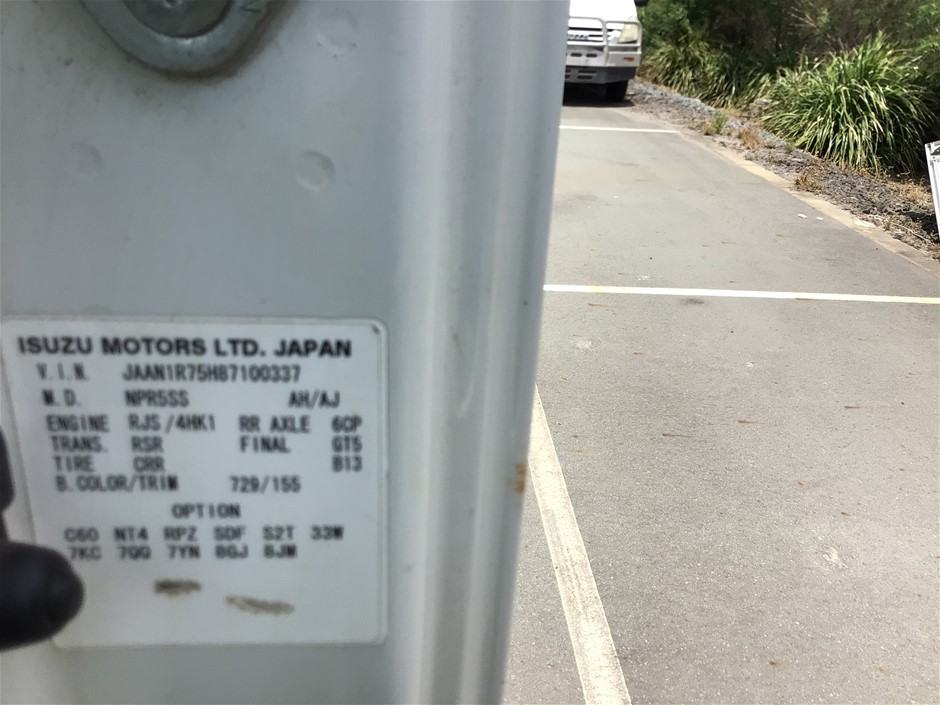 ISUZU MOTORS LTD. JAPAN
V.I.N. JAAN1R75H87100337
M.D. NPR5SS AH/AJ
ENGINE RJS/4HK1 RR AXLE 6CP
TRANS. RSR FINAL GT5
TIRE CRR B13
B.COLOR/TRIM 729/155
OPTION
C60 NT4 RPZ SDF S2T 33W
7KC 7QQ 7YN 8GJ 8JM